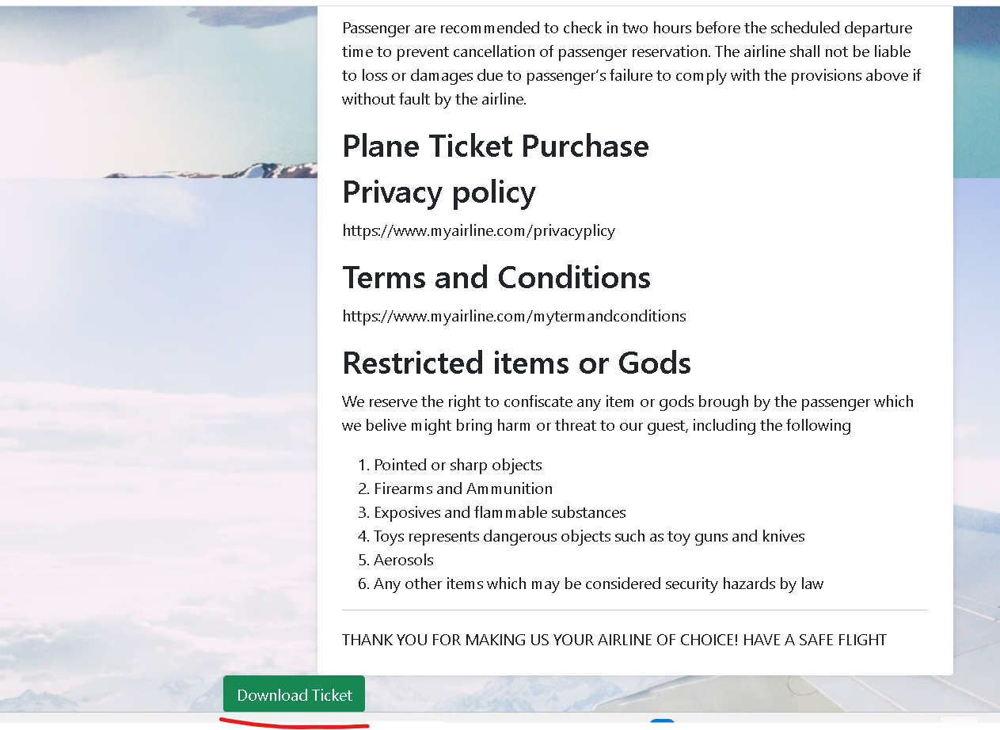 Passenger are recommended to check in two hours before the scheduled departure
time to prevent cancellation of passenger reservation. The airline shall not be liable
to loss or damages due to passenger's failure to comply with the provisions above if
without fault by the airline.
Plane Ticket Purchase
Privacy policy
https://www.myairline.com/privacyplicy
Terms and Conditions
https://www.myairline.com/mytermandconditions
Restricted items or Gods
We reserve the right to confiscate any item or gods brough by the passenger which
we belive might bring harm or threat to our guest, including the following
1. Pointed or sharp objects
2. Firearms and Ammunition
3. Exposives and flammable substances
4. Toys represents dangerous objects such as toy guns and knives
5. Aerosols
6. Any other items which may be considered security hazards by law
THANK YOU FOR MAKING US YOUR AIRLINE OF CHOICE! HAVE A SAFE FLIGHT
Download Ticket